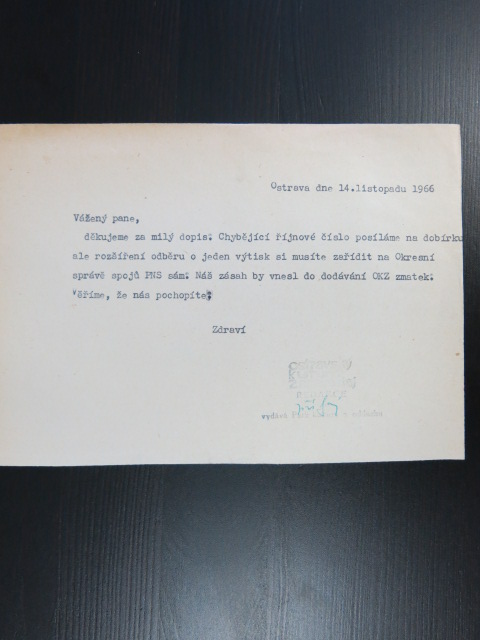 Ostrava dne 14.listopadu 1966
Vážený pane,
děkujeme za milý dopis. Chybějící říjnové číslo posíláme na dobírku
ale rozšíření odběru o jeden výtisk si musíte zeřídit na Okresní
správě spojů PNS sám. Náš zásah by vnesl do dodávání OKZ zmatek.
Věříme, že nás pochopíte.
Zdraví